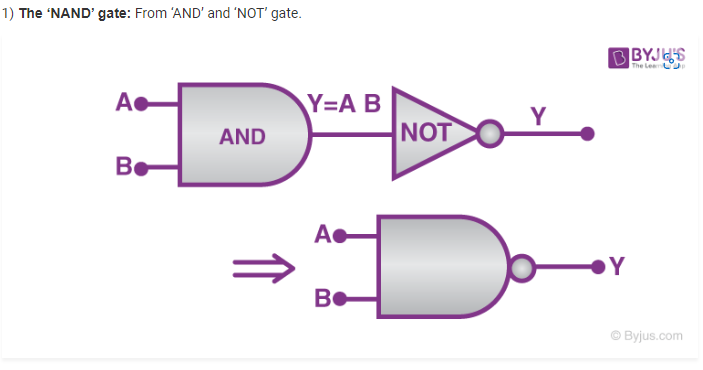 1) The ‘NAND’ gate: From ‘AND’ and ‘NOT’ gate.
BYJU'S
A
Y=A B
Y
AND
NOT
B
A
Y
B
© Byjus.com